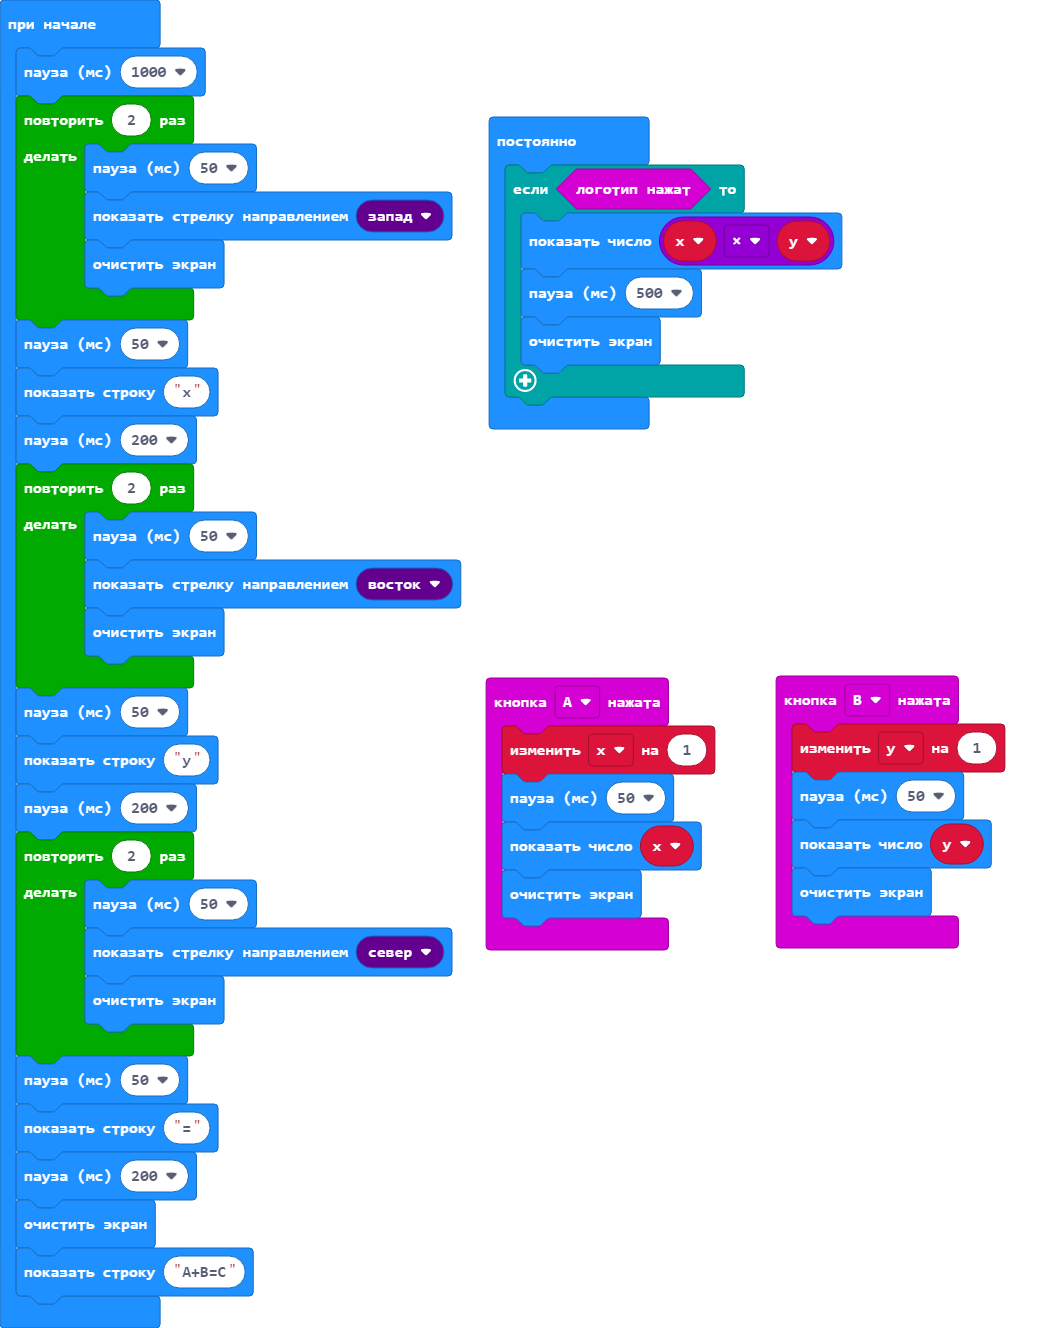 при начале
пауза (мс) 1000
повторить 2 раз
делать
пауза (мс) 50
показать стрелку направлением запад
очистить экран
пауза (мс) 50
показать строку "x"
пауза (мс) 200
повторить 2 раз
делать
пауза (мс) 50
показать стрелку направлением восток
очистить экран
пауза (мс) 50
показать строку "y"
пауза (мс) 200
повторить 2 раз
делать
пауза (мс) 50
показать стрелку направлением север
очистить экран
пауза (мс) 50
показать строку "="
пауза (мс) 200
очистить экран
показать строку "A+B=C"
постоянно
если логотип нажат то
показать число x × y
пауза (мс) 500
очистить экран
кнопка A нажата
изменить x на 1
пауза (мс) 50
показать число x
очистить экран
кнопка B нажата
изменить y на 1
пауза (мс) 50
показать число y
очистить экран